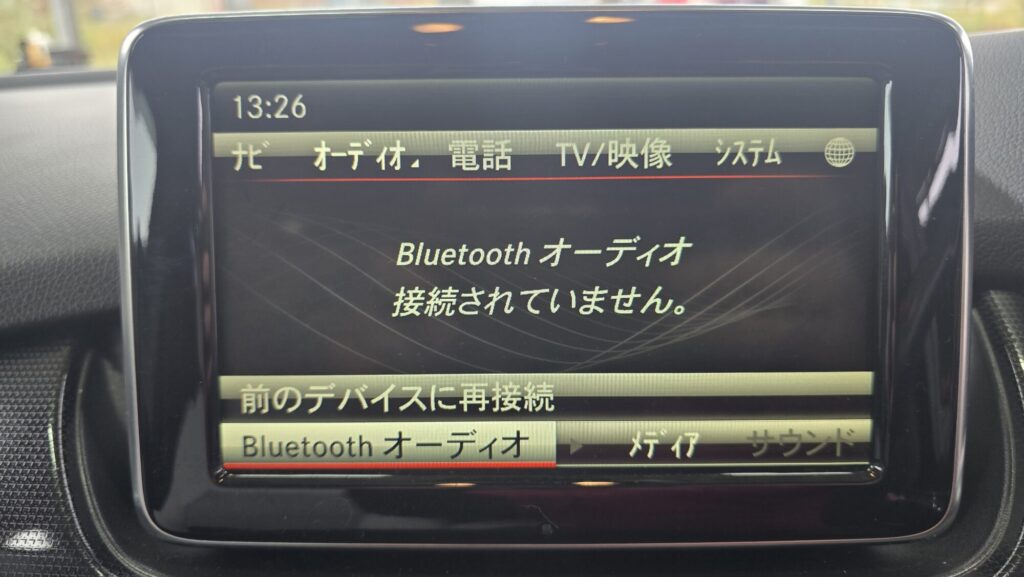 13:26
ナビ オーディオ 電話 TV/映像 システム
Bluetooth オーディオ
接続されていません。
前のデバイスに再接続
Bluetooth オーディオ メディア サウンド